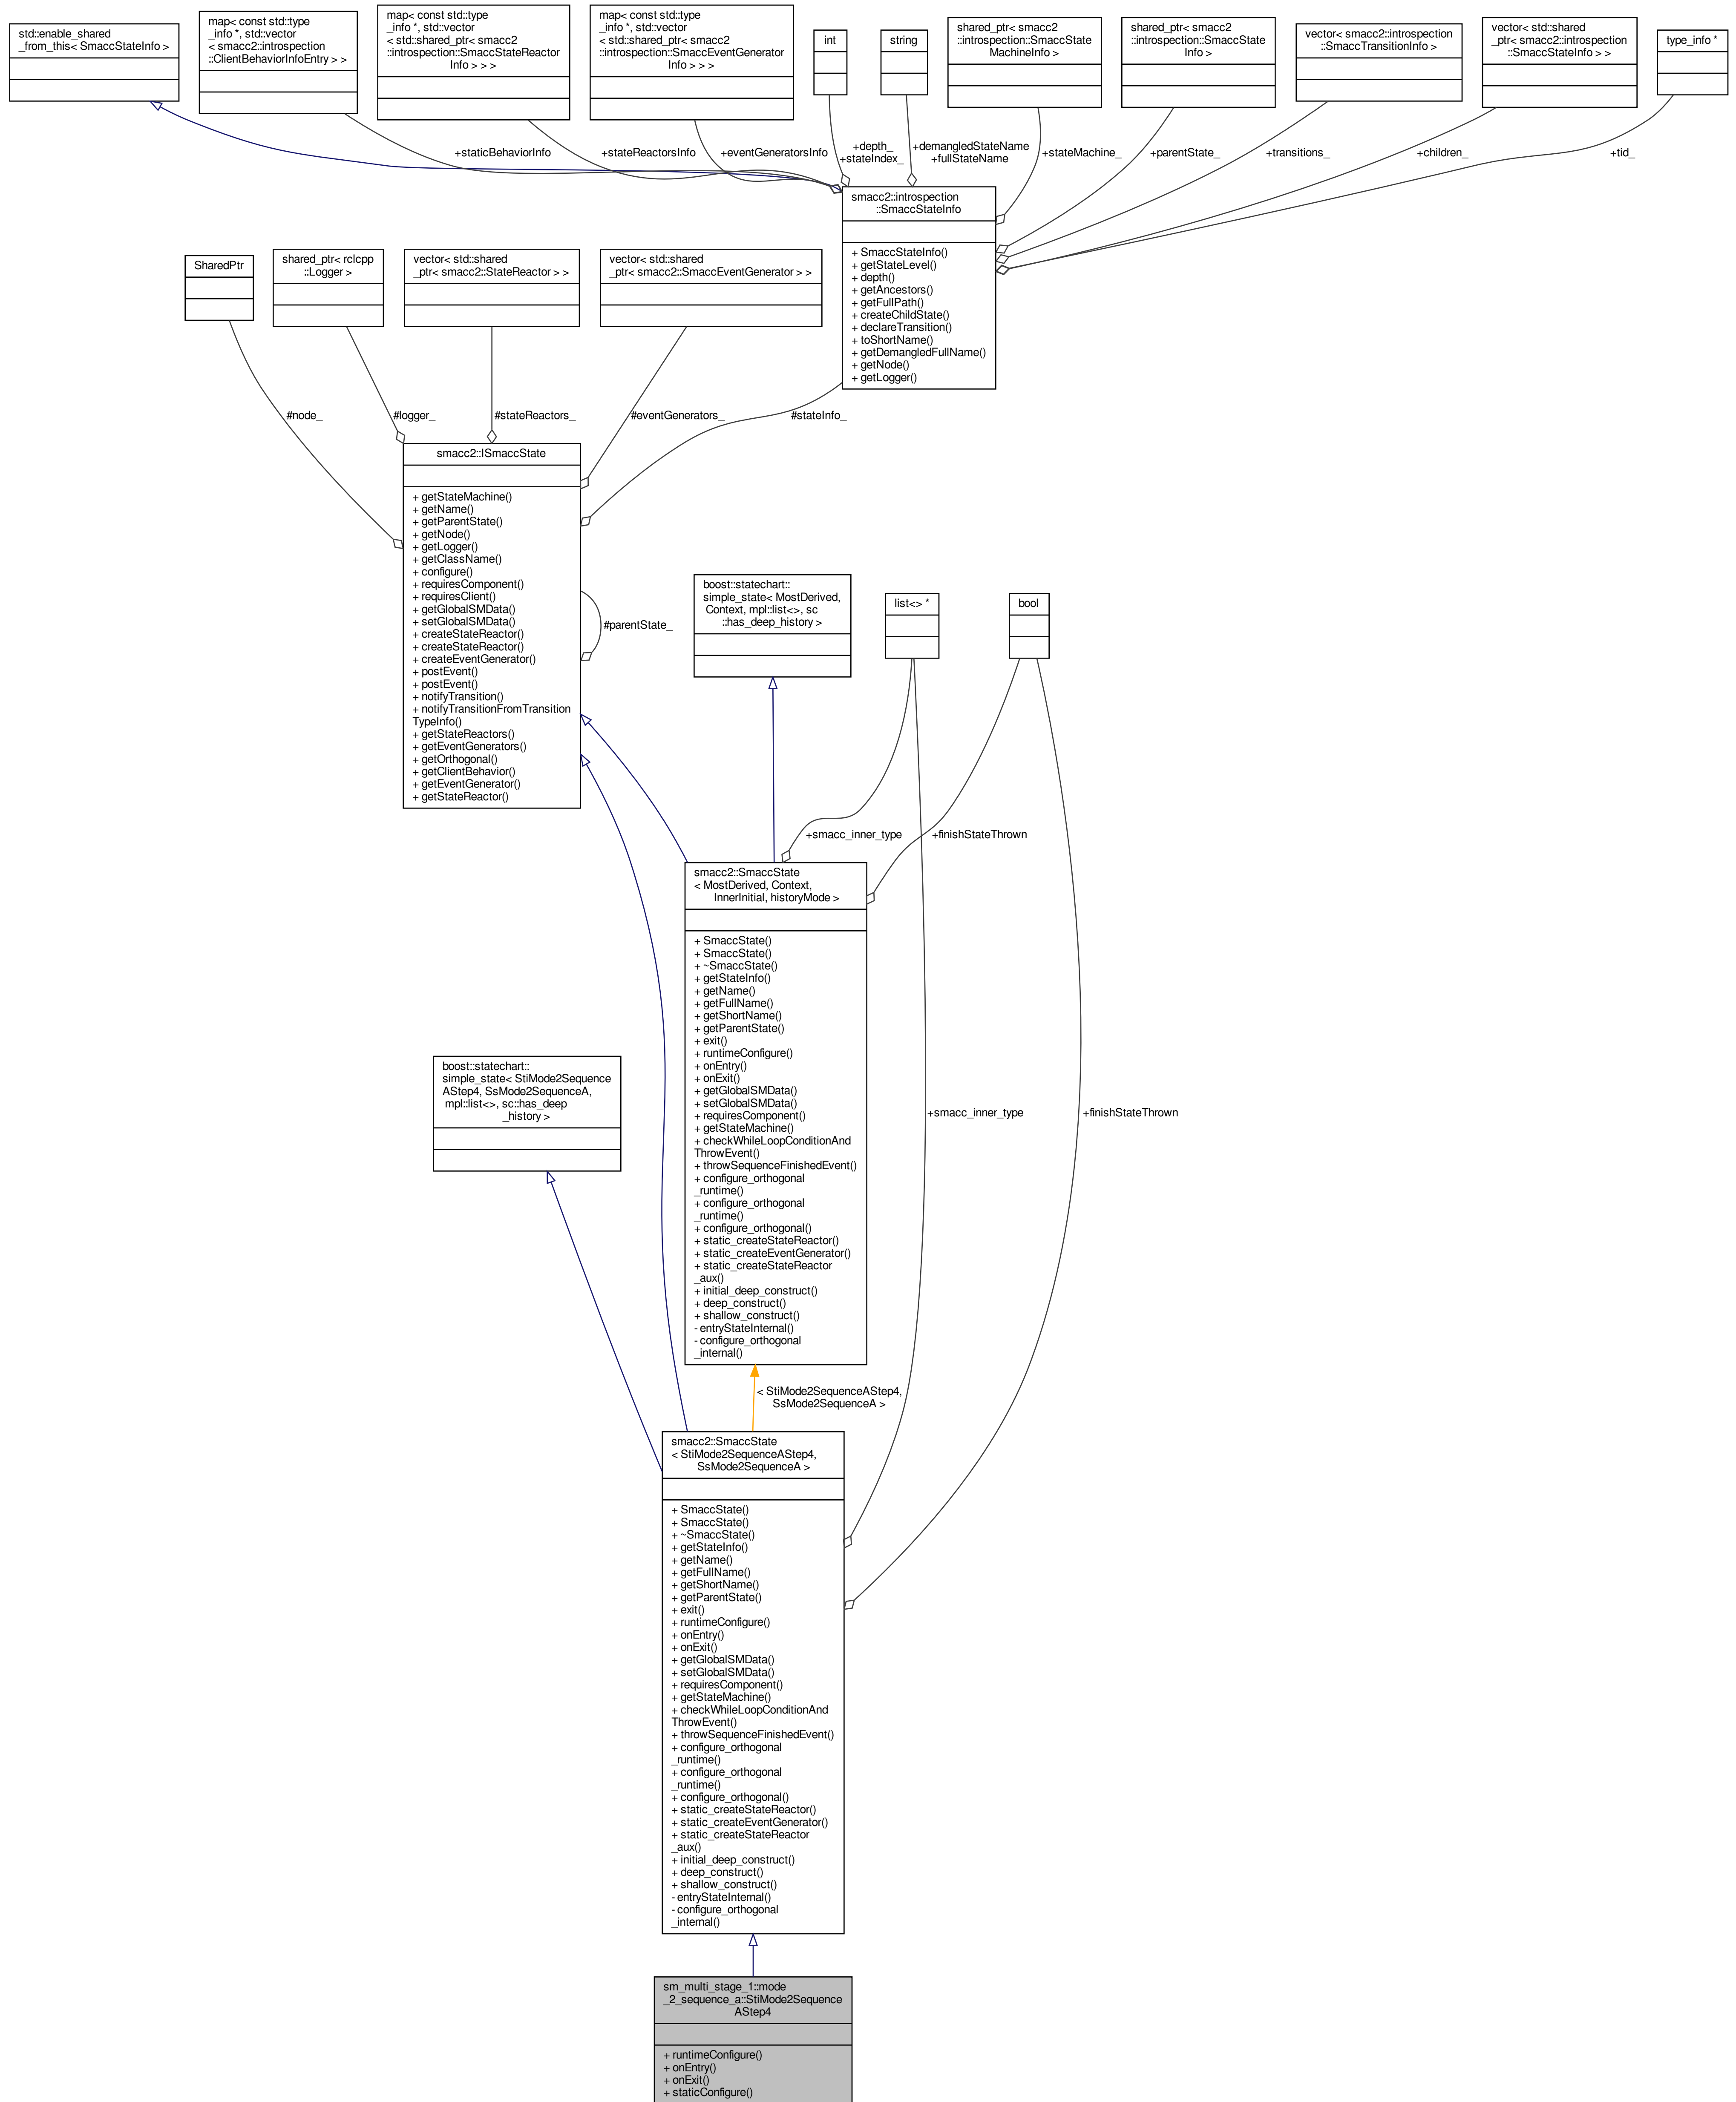 std::enable_shared
_from_this< SmaccStateInfo >
map< const std::type
_info *, std::vector
< smacc2::introspection
::ClientBehaviorInfoEntry > >
map< const std::type
_info *, std::vector
< std::shared_ptr< smacc2
::introspection::SmaccStateReactor
Info > > >
map< const std::type
_info *, std::vector
< std::shared_ptr< smacc2
::introspection::SmaccEventGenerator
Info > > >
int
string
shared_ptr< smacc2
::introspection::SmaccState
MachineInfo >
shared_ptr< smacc2
::introspection::SmaccState
Info >
vector< smacc2::introspection
::SmaccTransitionInfo >
vector< std::shared
_ptr< smacc2::introspection
::SmaccStateInfo > >
type_info *
+staticBehaviorInfo
+stateReactorsInfo
+eventGeneratorsInfo
+depth_
+stateIndex_
+demangledStateName
+fullStateName
+stateMachine_
+parentState_
+transitions_
+children_
+tid_
smacc2::introspection
::SmaccStateInfo
+ SmaccStateInfo()
+ getStateLevel()
+ depth()
+ getAncestors()
+ getFullPath()
+ createChildState()
+ declareTransition()
+ toShortName()
+ getDemangledFullName()
+ getNode()
+ getLogger()
SharedPtr
shared_ptr< rclcpp
::Logger >
vector< std::shared
_ptr< smacc2::StateReactor > >
vector< std::shared
_ptr< smacc2::SmaccEventGenerator > >
#node_
#logger_
#stateReactors_
#eventGenerators_
#stateInfo_
smacc2::ISmaccState
+ getStateMachine()
+ getName()
+ getParentState()
+ getNode()
+ getLogger()
+ getClassName()
+ configure()
+ requiresComponent()
+ requiresClient()
+ getGlobalSMData()
+ setGlobalSMData()
+ createStateReactor()
+ createStateReactor()
+ createEventGenerator()
+ postEvent()
+ postEvent()
+ notifyTransition()
+ notifyTransitionFromTransition
TypeInfo()
+ getStateReactors()
+ getEventGenerators()
+ getOrthogonal()
+ getClientBehavior()
+ getEventGenerator()
+ getStateReactor()
#parentState_
boost::statechart::
simple_state< MostDerived,
Context, mpl::list<>, sc
::has_deep_history >
list<> *
bool
+smacc_inner_type
+finishStateThrown
smacc2::SmaccState
< MostDerived, Context,
InnerInitial, historyMode >
+ SmaccState()
+ SmaccState()
+ ~SmaccState()
+ getStateInfo()
+ getName()
+ getFullName()
+ getShortName()
+ getParentState()
+ exit()
+ runtimeConfigure()
+ onEntry()
+ onExit()
+ getGlobalSMData()
+ setGlobalSMData()
+ requiresComponent()
+ getStateMachine()
+ checkWhileLoopConditionAnd
ThrowEvent()
+ throwSequenceFinishedEvent()
+ configure_orthogonal
_runtime()
+ configure_orthogonal
_runtime()
+ configure_orthogonal()
+ static_createStateReactor()
+ static_createEventGenerator()
+ static_createStateReactor
_aux()
+ initial_deep_construct()
+ deep_construct()
+ shallow_construct()
- entryStateInternal()
- configure_orthogonal
_internal()
boost::statechart::
simple_state< StiMode2Sequence
AStep4, SsMode2SequenceA,
mpl::list<>, sc::has_deep
_history >
+smacc_inner_type
+finishStateThrown
< StiMode2SequenceAStep4,
SsMode2SequenceA >
smacc2::SmaccState
< StiMode2SequenceAStep4,
SsMode2SequenceA >
+ SmaccState()
+ SmaccState()
+ ~SmaccState()
+ getStateInfo()
+ getName()
+ getFullName()
+ getShortName()
+ getParentState()
+ exit()
+ runtimeConfigure()
+ onEntry()
+ onExit()
+ getGlobalSMData()
+ setGlobalSMData()
+ requiresComponent()
+ getStateMachine()
+ checkWhileLoopConditionAnd
ThrowEvent()
+ throwSequenceFinishedEvent()
+ configure_orthogonal
_runtime()
+ configure_orthogonal
_runtime()
+ configure_orthogonal()
+ static_createStateReactor()
+ static_createEventGenerator()
+ static_createStateReactor
_aux()
+ initial_deep_construct()
+ deep_construct()
+ shallow_construct()
- entryStateInternal()
- configure_orthogonal
_internal()
sm_multi_stage_1::mode
_2_sequence_a::StiMode2Sequence
AStep4
+ runtimeConfigure()
+ onEntry()
+ onExit()
+ staticConfigure()